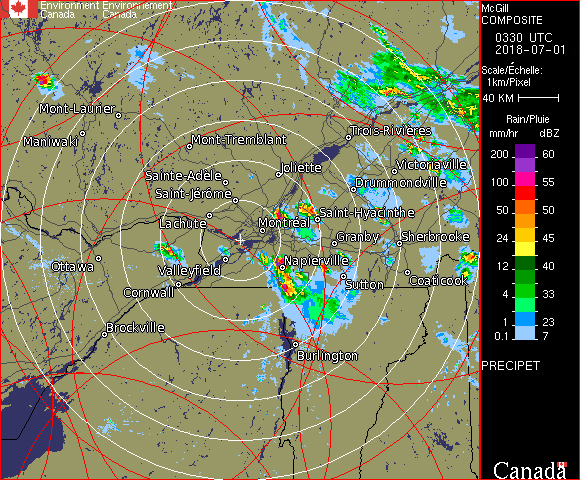 Environment Environnement
Canada Canada
McGill
COMPOSITE
0330 UTC
2018-07-01
Scale/Échelle:
1km/Pixel
40 KM
Rain/Pluie
mm/hr dBZ
200 60
100 55
50 50
24 45
12 40
4 33
1 23
0.1 7
PRECIPET
Canada
Mont-Laurier
Maniwaki
Mont-Tremblant
Trois-Rivières
Sainte-Adèle
Joliette
Victoriaville
Saint-Jérôme
Drummondville
Lachute
Montréal
Saint-Hyacinthe
Granby
Sherbrooke
Ottawa
Valleyfield
Napierville
Cornwall
Sutton
Coaticook
Brockville
Burlington